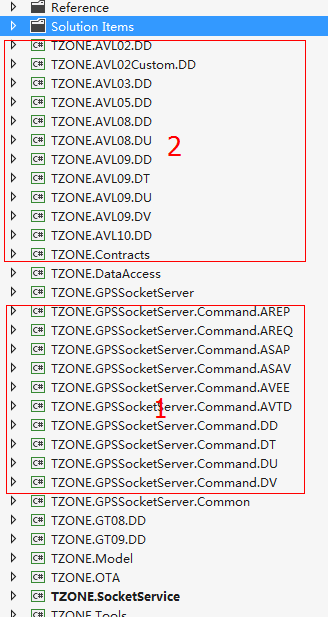 Reference
Solution Items
TZONE.AVL02.DD
TZONE.AVL02Custom.DD
TZONE.AVL03.DD
TZONE.AVL05.DD
TZONE.AVL08.DD
TZONE.AVL08.DU
2
TZONE.AVL09.DD
TZONE.AVL09.DT
TZONE.AVL09.DU
TZONE.AVL09.DV
TZONE.AVL10.DD
TZONE.Contracts
TZONE.DataAccess
TZONE.GPSSocketServer
TZONE.GPSSocketServer.Command.AREP
TZONE.GPSSocketServer.Command.AREQ
TZONE.GPSSocketServer.Command.ASAP
TZONE.GPSSocketServer.Command.ASAV
TZONE.GPSSocketServer.Command.AVEE
TZONE.GPSSocketServer.Command.AVTD
1
TZONE.GPSSocketServer.Command.DD
TZONE.GPSSocketServer.Command.DT
TZONE.GPSSocketServer.Command.DU
TZONE.GPSSocketServer.Command.DV
TZONE.GPSSocketServer.Common
TZONE.GT08.DD
TZONE.GT09.DD
TZONE.Model
TZONE.OTA
TZONE.SocketService
TZONE.Tools